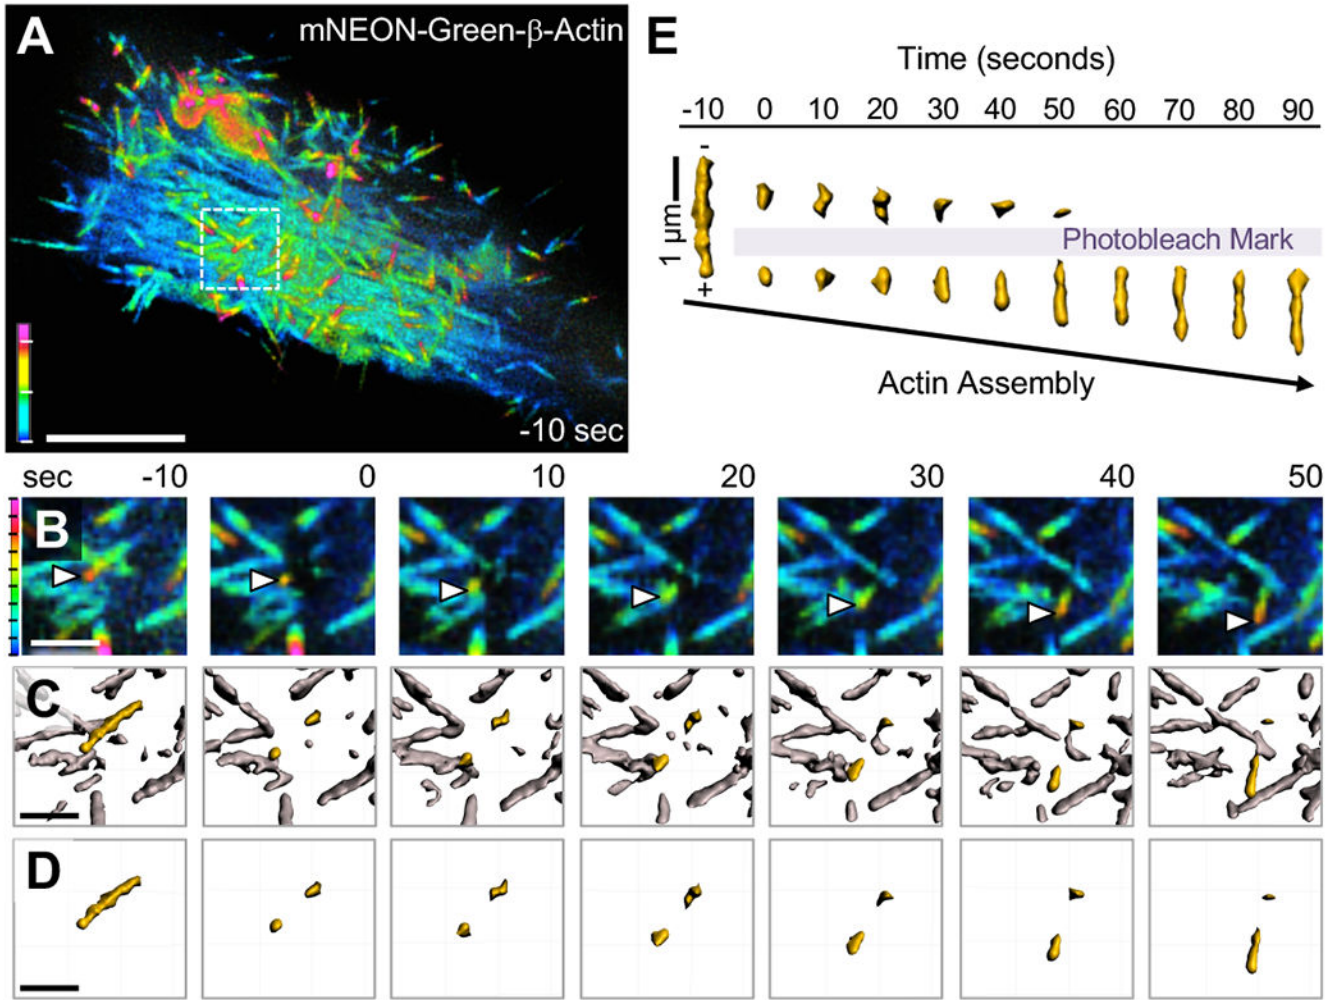 A
mNEON-Green-β-Actin
-10 sec
E
Time (seconds)
-10 0 10 20 30 40 50 60 70 80 90
-
1 μm
Photobleach Mark
+
Actin Assembly
sec -10 0 10 20 30 40 50
B
C
D